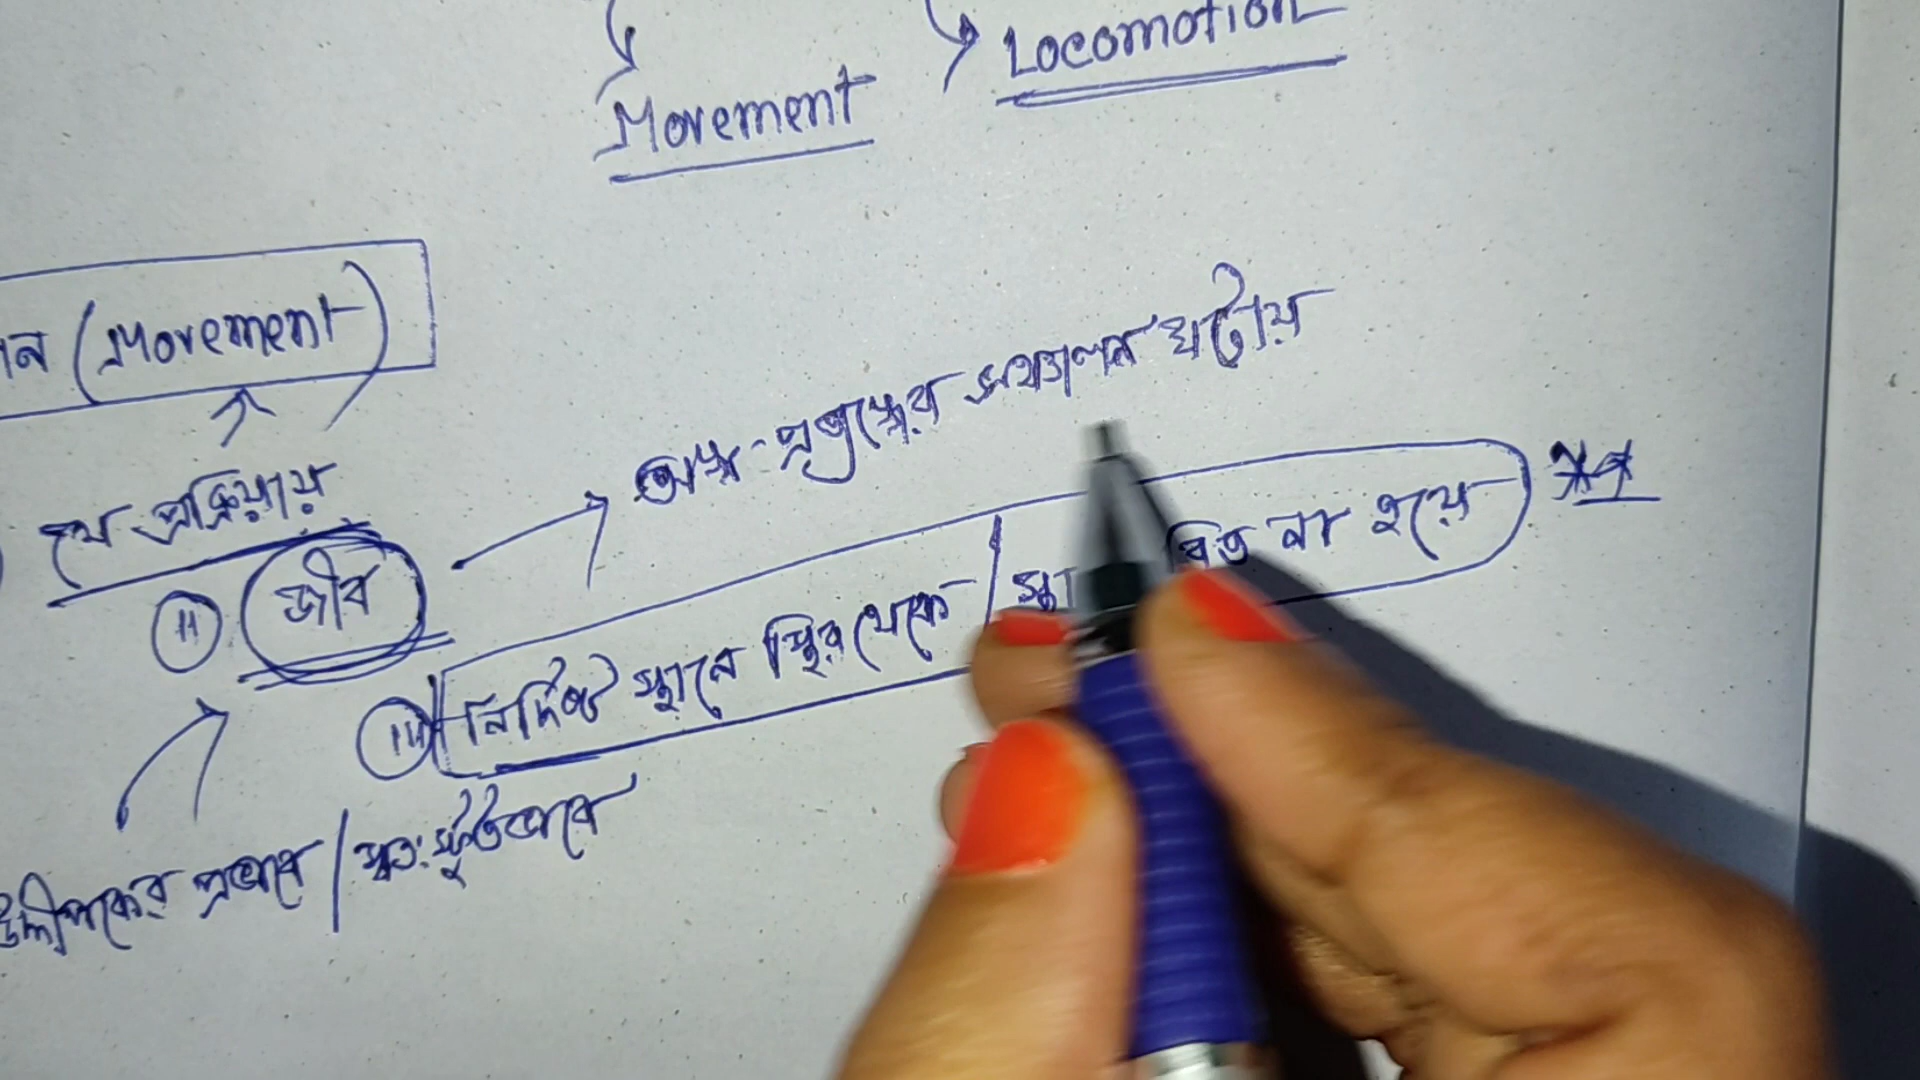 Locomotion
Movement
ন (Movement)
অঙ্গ-প্রত্যঙ্গের সঞ্চালন ঘটায়
যে প্রক্রিয়ায়
স্থা রিত না হয়ে
ii জীব
iii নির্দিষ্ট স্থানে স্থির থেকে /
উদ্দীপকের প্রভাবে / স্বতঃস্ফূর্তভাবে